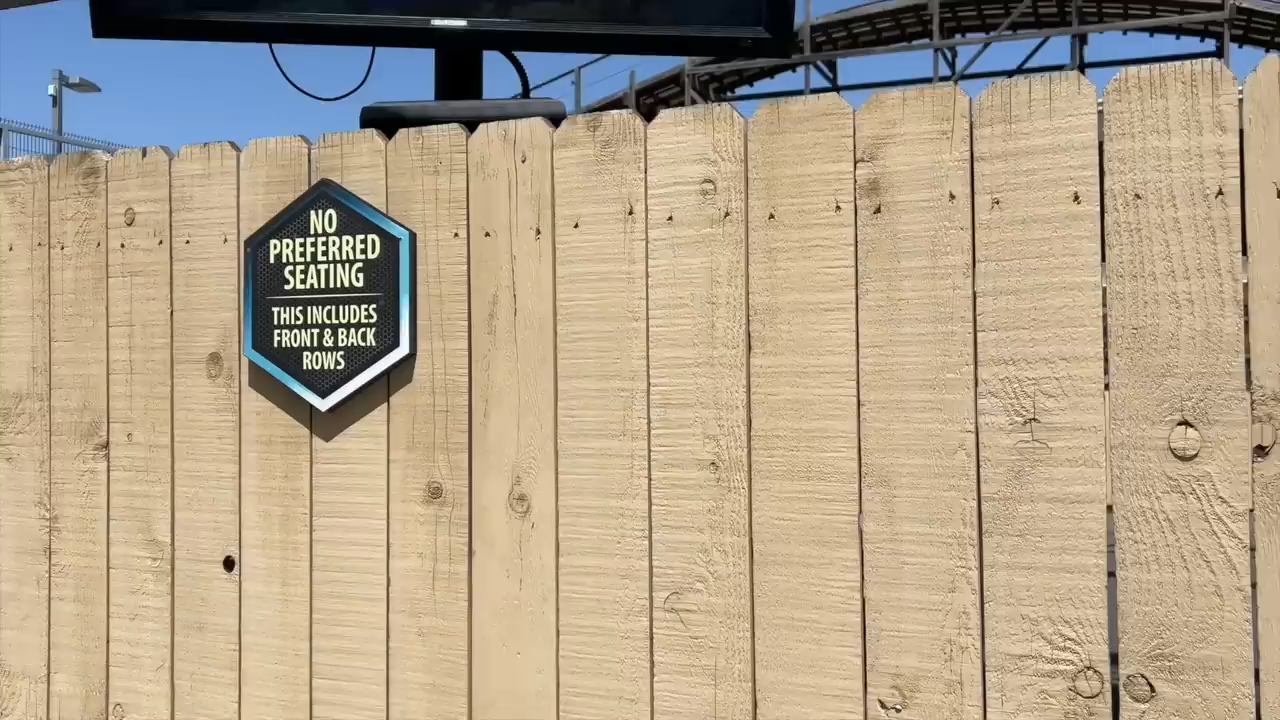 NO
PREFERRED
SEATING
THIS INCLUDES
FRONT & BACK
ROWS